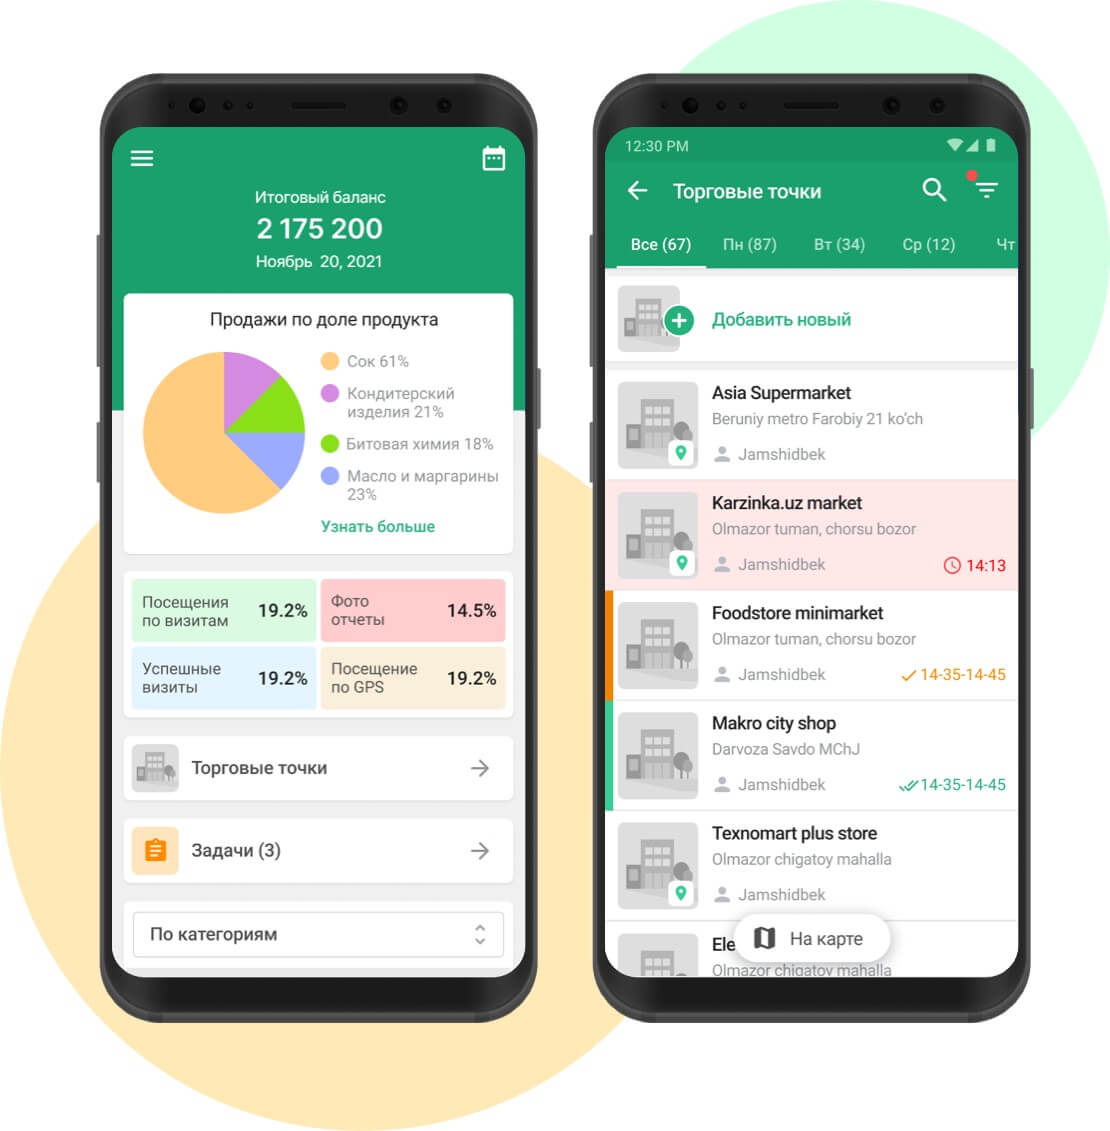 Итоговый баланс
2 175 200
Ноябрь 20, 2021
Продажи по доле продукта
Сок 61%
Кондитерский
изделия 21%
Битовая химия 18%
Масло и маргарины
23%
Узнать больше
Посещения
по визитам
19.2%
Фото
отчеты
14.5%
Успешные
визиты
19.2%
Посещение
по GPS
19.2%
Торговые точки
Задачи (3)
По категориям
12:30 PM
Торговые точки
Все (67)
Пн (87)
Вт (34)
Ср (12)
Чт
Добавить новый
Asia Supermarket
Beruniy metro Farobiy 21 ko‘ch
Jamshidbek
Karzinka.uz market
Olmazor tuman, chorsu bozor
Jamshidbek
14:13
Foodstore minimarket
Olmazor tuman, chorsu bozor
Jamshidbek
14-35-14-45
Makro city shop
Darvoza Savdo MChJ
Jamshidbek
14-35-14-45
Texnomart plus store
Olmazor chigatoy mahalla
Jamshidbek
Ele
На карте
Olmazor chigatoy mahalla